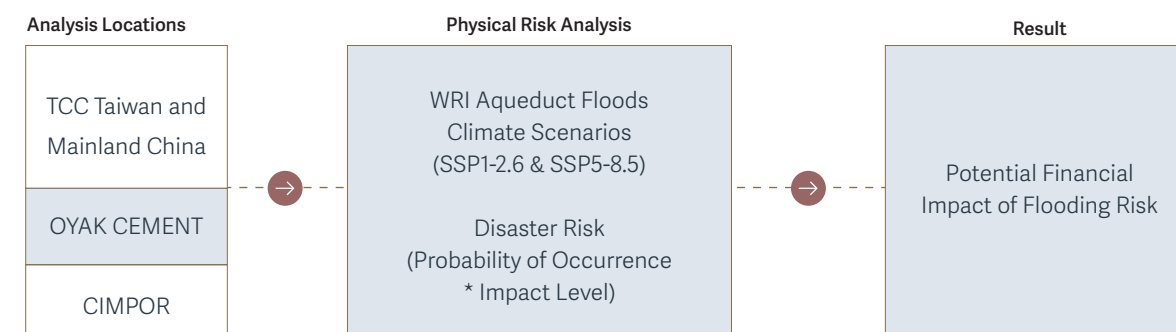 Analysis Locations
TCC Taiwan and
Mainland China
OYAK CEMENT
CIMPOR
Physical Risk Analysis
WRI Aqueduct Floods
Climate Scenarios
(SSP1-2.6 & SSP5-8.5)
Disaster Risk
(Probability of Occurrence
* Impact Level)
Result
Potential Financial
Impact of Flooding Risk